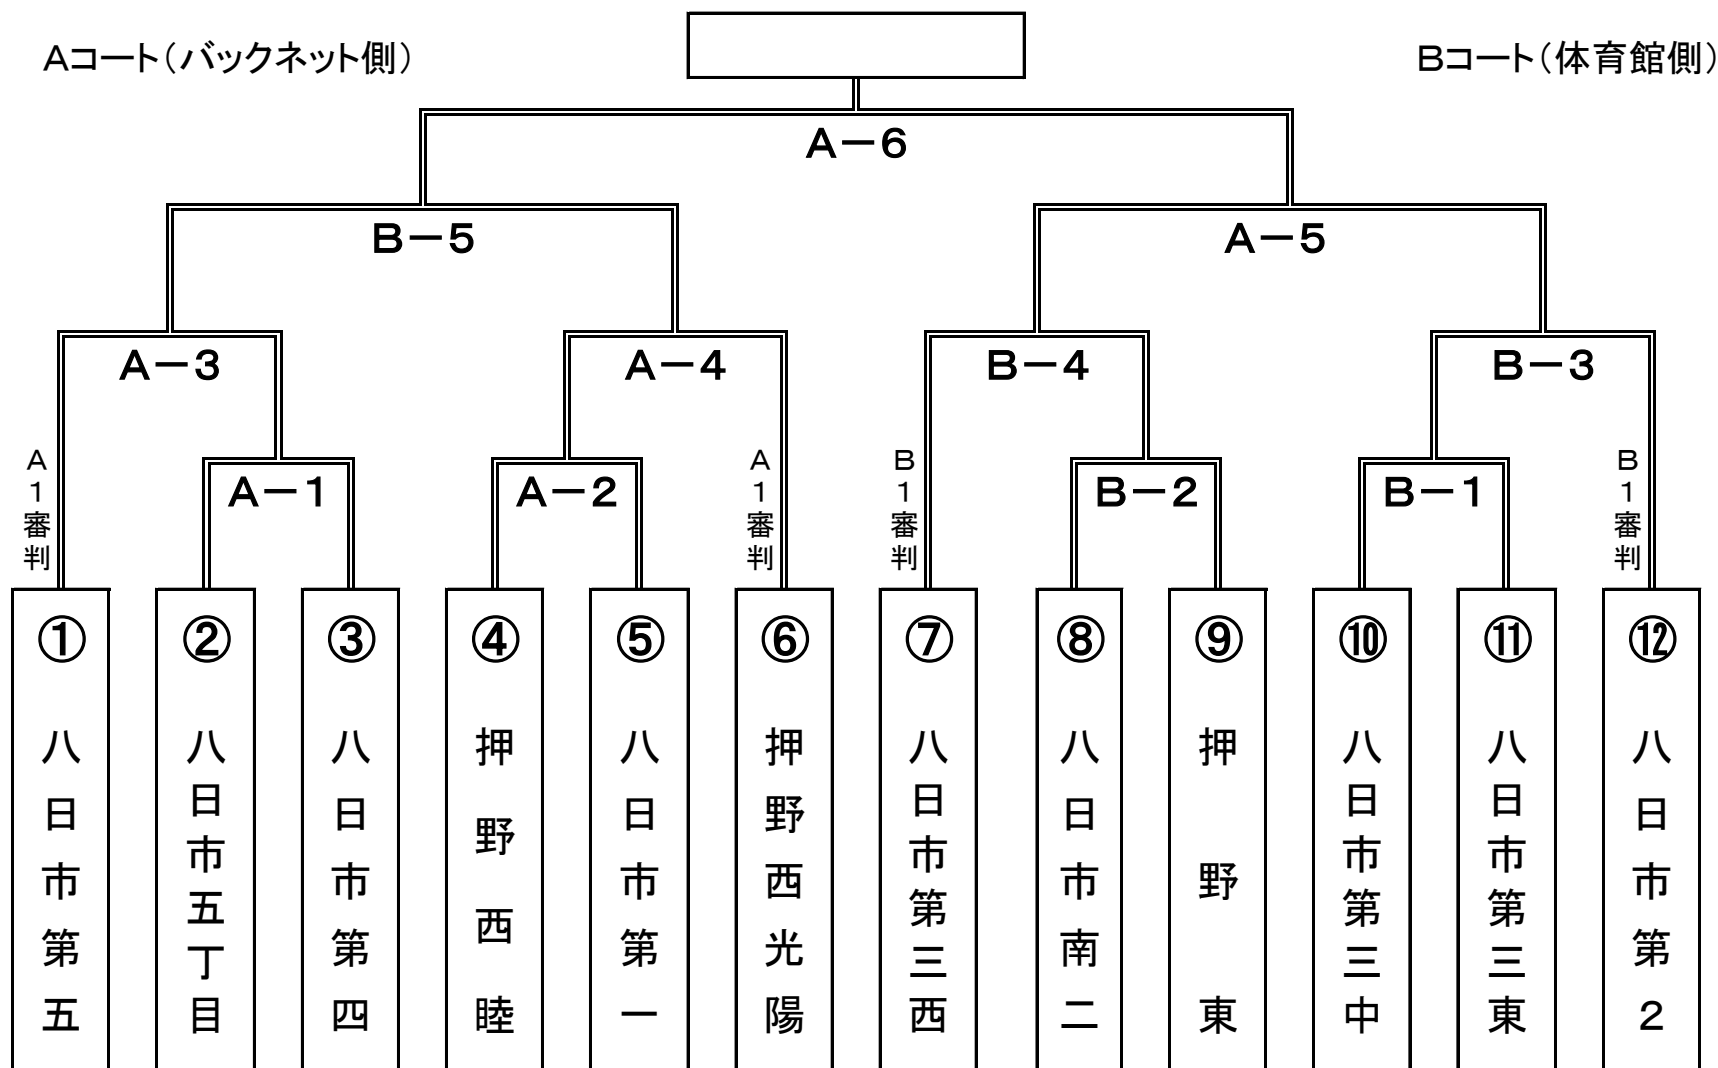 Aコート（バックネット側）
Bコート（体育館側）
A－6
B－5
A－5
A－3
A－4
B－4
B－3
A1審判
A－1
A－2
A1審判
B1審判
B－2
B－1
B1審判
① 八日市第五
② 八日市五丁目
③ 八日市第四
④ 押野西睦
⑤ 八日市第一
⑥ 押野西光陽
⑦ 八日市第三西
⑧ 八日市南二
⑨ 押野東
⑩ 八日市第三中
⑪ 八日市第三東
⑫ 八日市第２